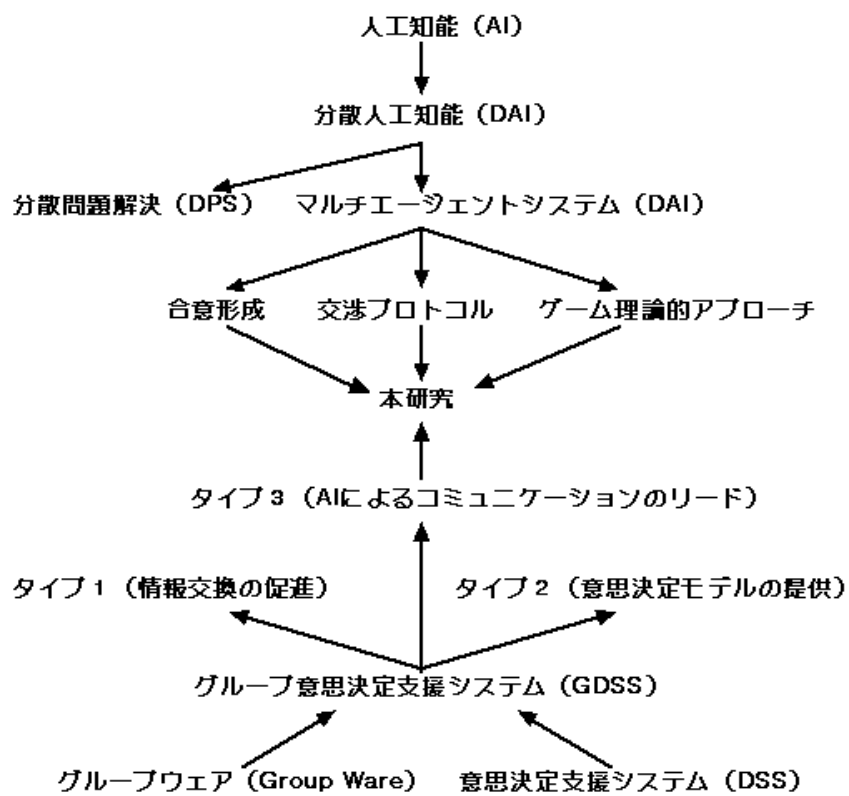 人工知能（AI）
分散人工知能（DAI）
分散問題解決（DPS） マルチエージェントシステム（DAI）
合意形成 交渉プロトコル ゲーム理論的アプローチ
本研究
タイプ3（AIによるコミュニケーションのリード）
タイプ1（情報交換の促進） タイプ2（意思決定モデルの提供）
グループ意思決定支援システム（GDSS）
グループウェア（Group Ware） 意思決定支援システム（DSS）